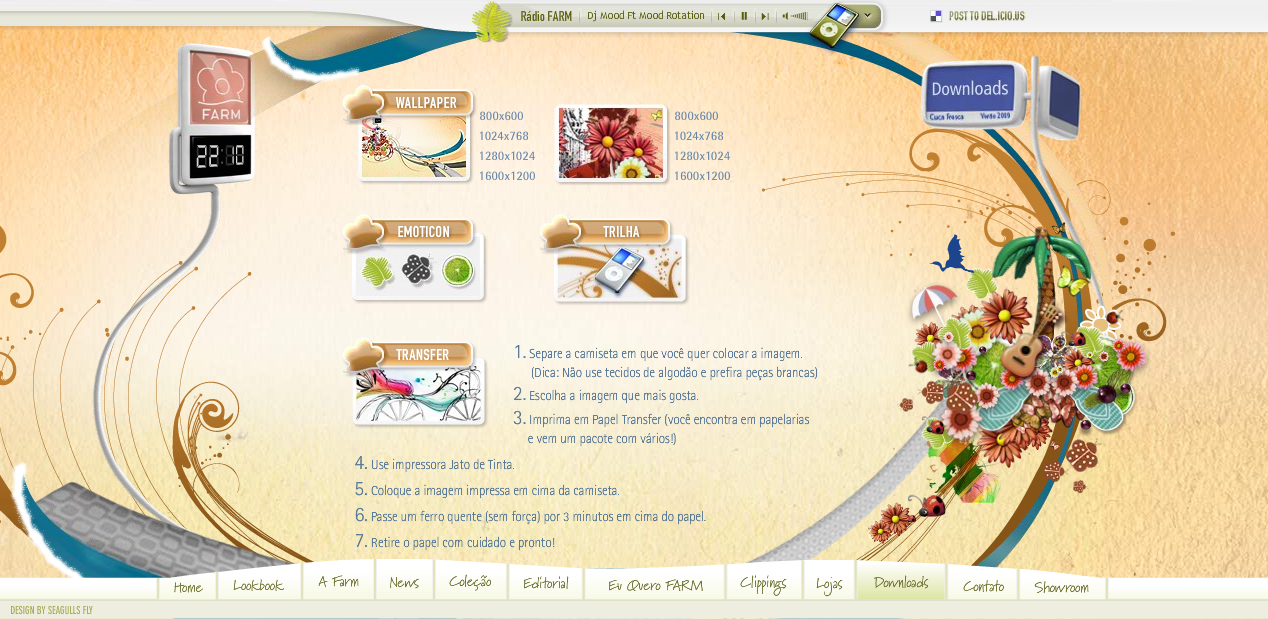 Rádio FARM
Dj Mood Ft Mood Rotation
POST TO DEL.ICIO.US
FARM
22:10
Downloads
Cuca Fresca Verão 2009
WALLPAPER
800x600
1024x768
1280x1024
1600x1200
800x600
1024x768
1280x1024
1600x1200
EMOTICON
TRILHA
TRANSFER
1. Separe a camiseta em que você quer colocar a imagem.
(Dica: Não use tecidos de algodão e prefira peças brancas)
2. Escolha a imagem que mais gosta.
3. Imprima em Papel Transfer (você encontra em papelarias
e vem um pacote com vários!)
4. Use impressora Jato de Tinta.
5. Coloque a imagem impressa em cima da camiseta.
6. Passe um ferro quente (sem força) por 3 minutos em cima do papel.
7. Retire o papel com cuidado e pronto!
Home
Lookbook
A Farm
News
Coleção
Editorial
Eu Quero FARM
Clippings
Lojas
Downloads
Contato
Showroom
DESIGN BY SEAGULLS FLY